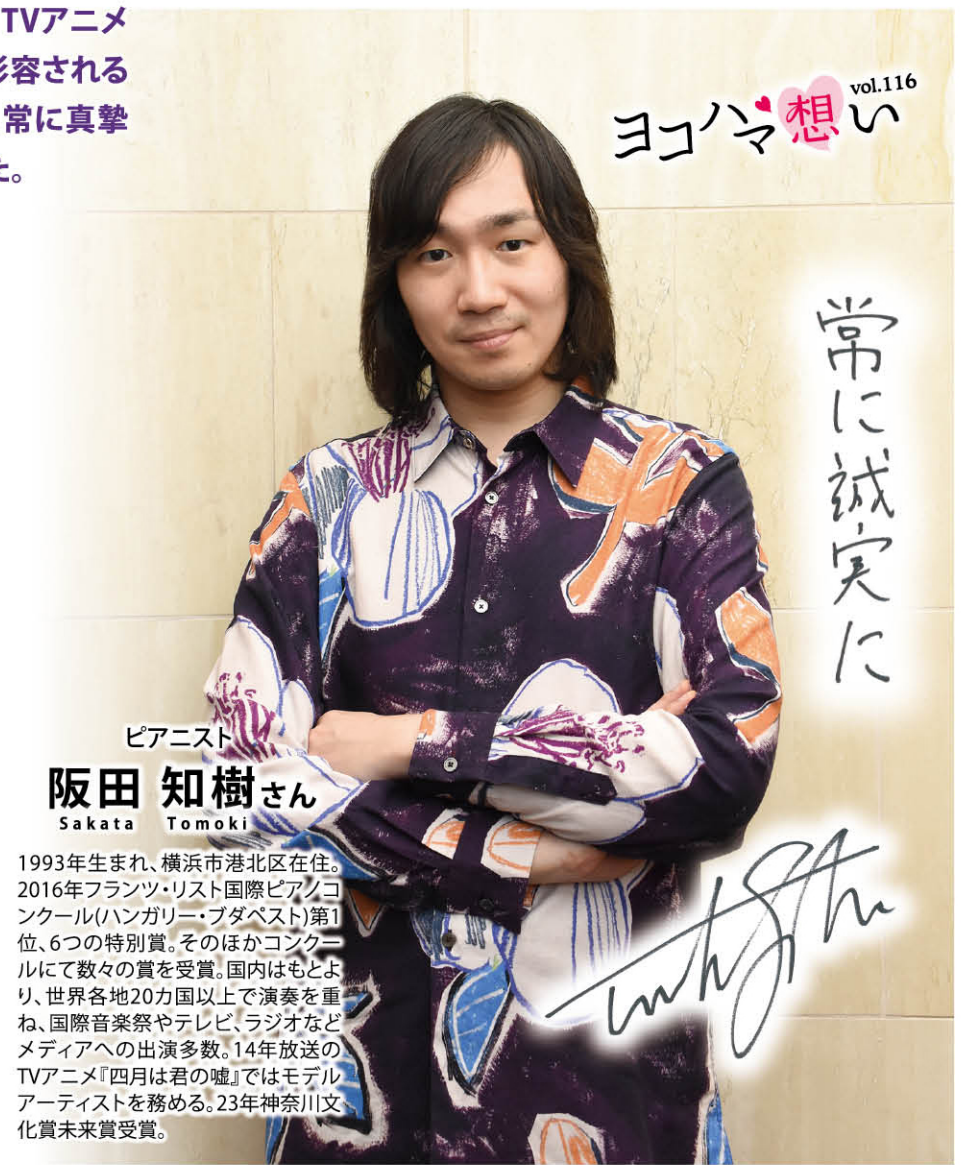 TVアニメ
形容される
常に真摯
た。
ヨコハマ想い
vol.116
常に誠実に
ピアニスト
阪田 知樹さん
Sakata Tomoki
1993年生まれ、横浜市港北区在住。
2016年フランツ・リスト国際ピアノコ
ンクール(ハンガリー・ブダペスト)第1
位、6つの特別賞。そのほかコンクー
ルにて数々の賞を受賞。国内はもとよ
り、世界各地20カ国以上で演奏を重
ね、国際音楽祭やテレビ、ラジオなど
メディアへの出演多数。14年放送の
TVアニメ『四月は君の嘘』ではモデル
アーティストを務める。23年神奈川文
化賞未来賞受賞。